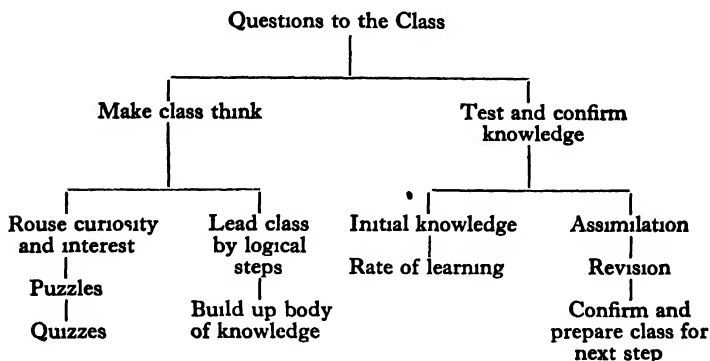 Questions to the Class
Make class think
Test and confirm
knowledge
Rouse curiosity
and interest
Lead class
by logical
steps
Initial knowledge
Assimilation
Puzzles
Rate of learning
Revision
Quizzes
Build up body
of knowledge
Confirm and
prepare class for
next step